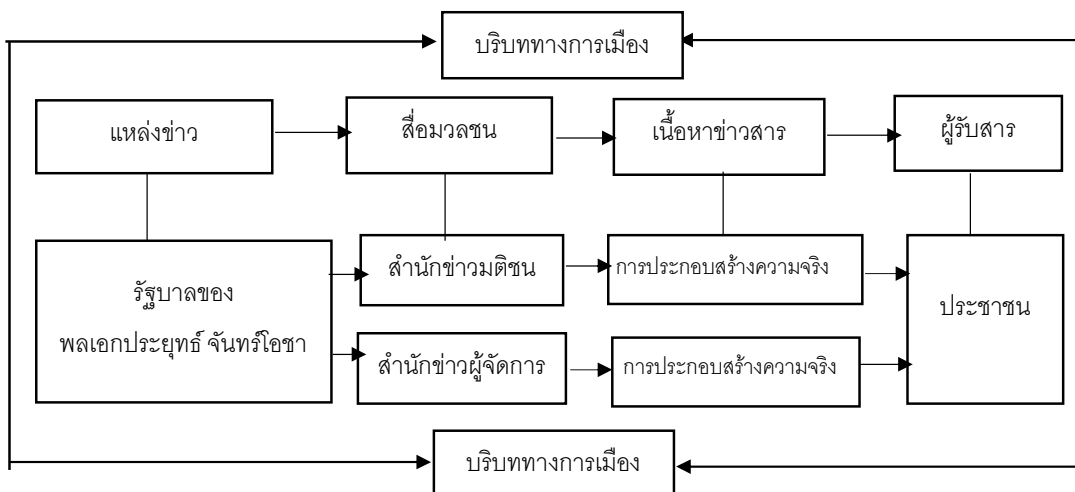 บริบททางการเมือง
แหล่งข่าว
สื่อมวลชน
เนื้อหาข่าวสาร
ผู้รับสาร
รัฐบาลของ
พลเอกประยุทธ์ จันทร์โอชา
สำนักข่าวมติชน
การประกอบสร้างความจริง
ประชาชน
สำนักข่าวผู้จัดการ
การประกอบสร้างความจริง
บริบททางการเมือง